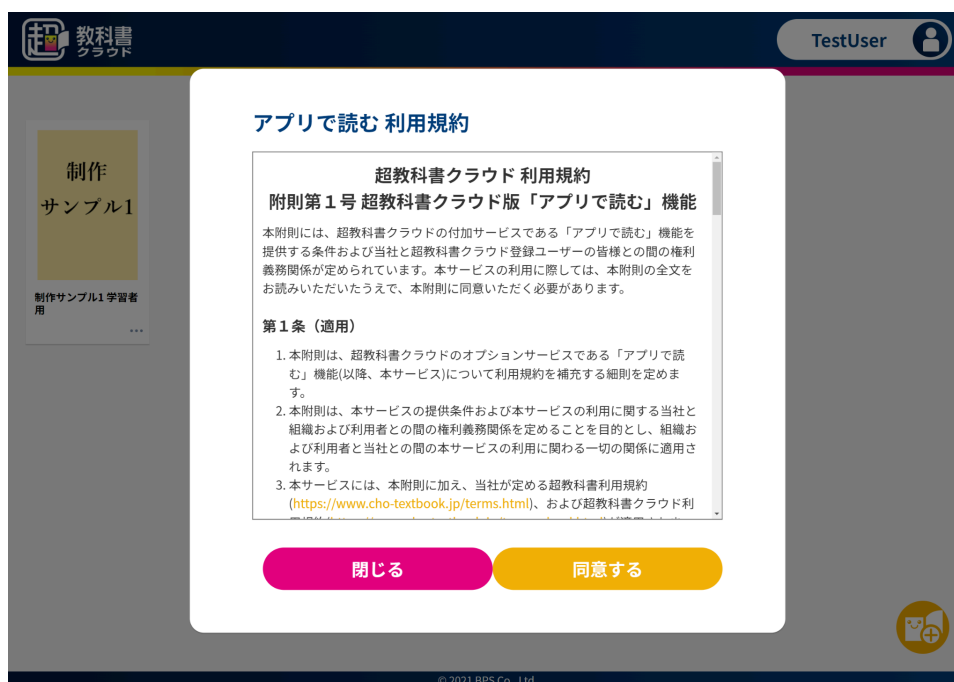 超 教科書
クラウド
TestUser
アプリで読む 利用規約
制作
サンプル1
制作サンプル1 学習者
用
...
超教科書クラウド 利用規約
附則第１号 超教科書クラウド版「アプリで読む」機能
本附則には、超教科書クラウドの付加サービスである「アプリで読む」機能を
提供する条件および当社と超教科書クラウド登録ユーザーの皆様との間の権利
義務関係が定められています。本サービスの利用に際しては、本附則の全文を
お読みいただいたうえで、本附則に同意いただく必要があります。
第１条（適用）
1. 本附則は、超教科書クラウドのオプションサービスである「アプリで読
む」機能(以降、本サービス)について利用規約を補充する細則を定めま
す。
2. 本附則は、本サービスの提供条件および本サービスの利用に関する当社と
組織および利用者との間の権利義務関係を定めることを目的とし、組織お
よび利用者と当社との間の本サービスの利用に関わる一切の関係に適用さ
れます。
3. 本サービスには、本附則に加え、当社が定める超教科書利用規約
(https://www.cho-textbook.jp/terms.html)、および超教科書クラウド利
閉じる
同意する
© 2021 BPS Co., Ltd.